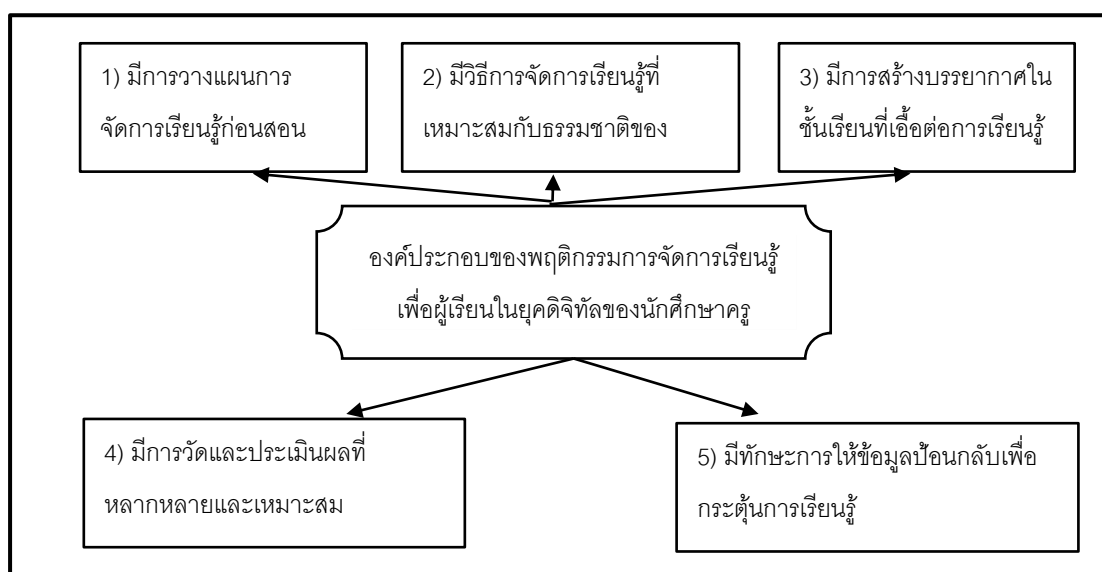 1) มีการวางแผนการ
จัดการเรียนรู้ก่อนสอน
2) มีวิธีการจัดการเรียนรู้ที่
เหมาะสมกับธรรมชาติของ
3) มีการสร้างบรรยากาศใน
ชั้นเรียนที่เอื้อต่อการเรียนรู้
องค์ประกอบของพฤติกรรมการจัดการเรียนรู้
เพื่อผู้เรียนในยุคดิจิทัลของนักศึกษาครู
4) มีการวัดและประเมินผลที่
หลากหลายและเหมาะสม
5) มีทักษะการให้ข้อมูลป้อนกลับเพื่อ
กระตุ้นการเรียนรู้